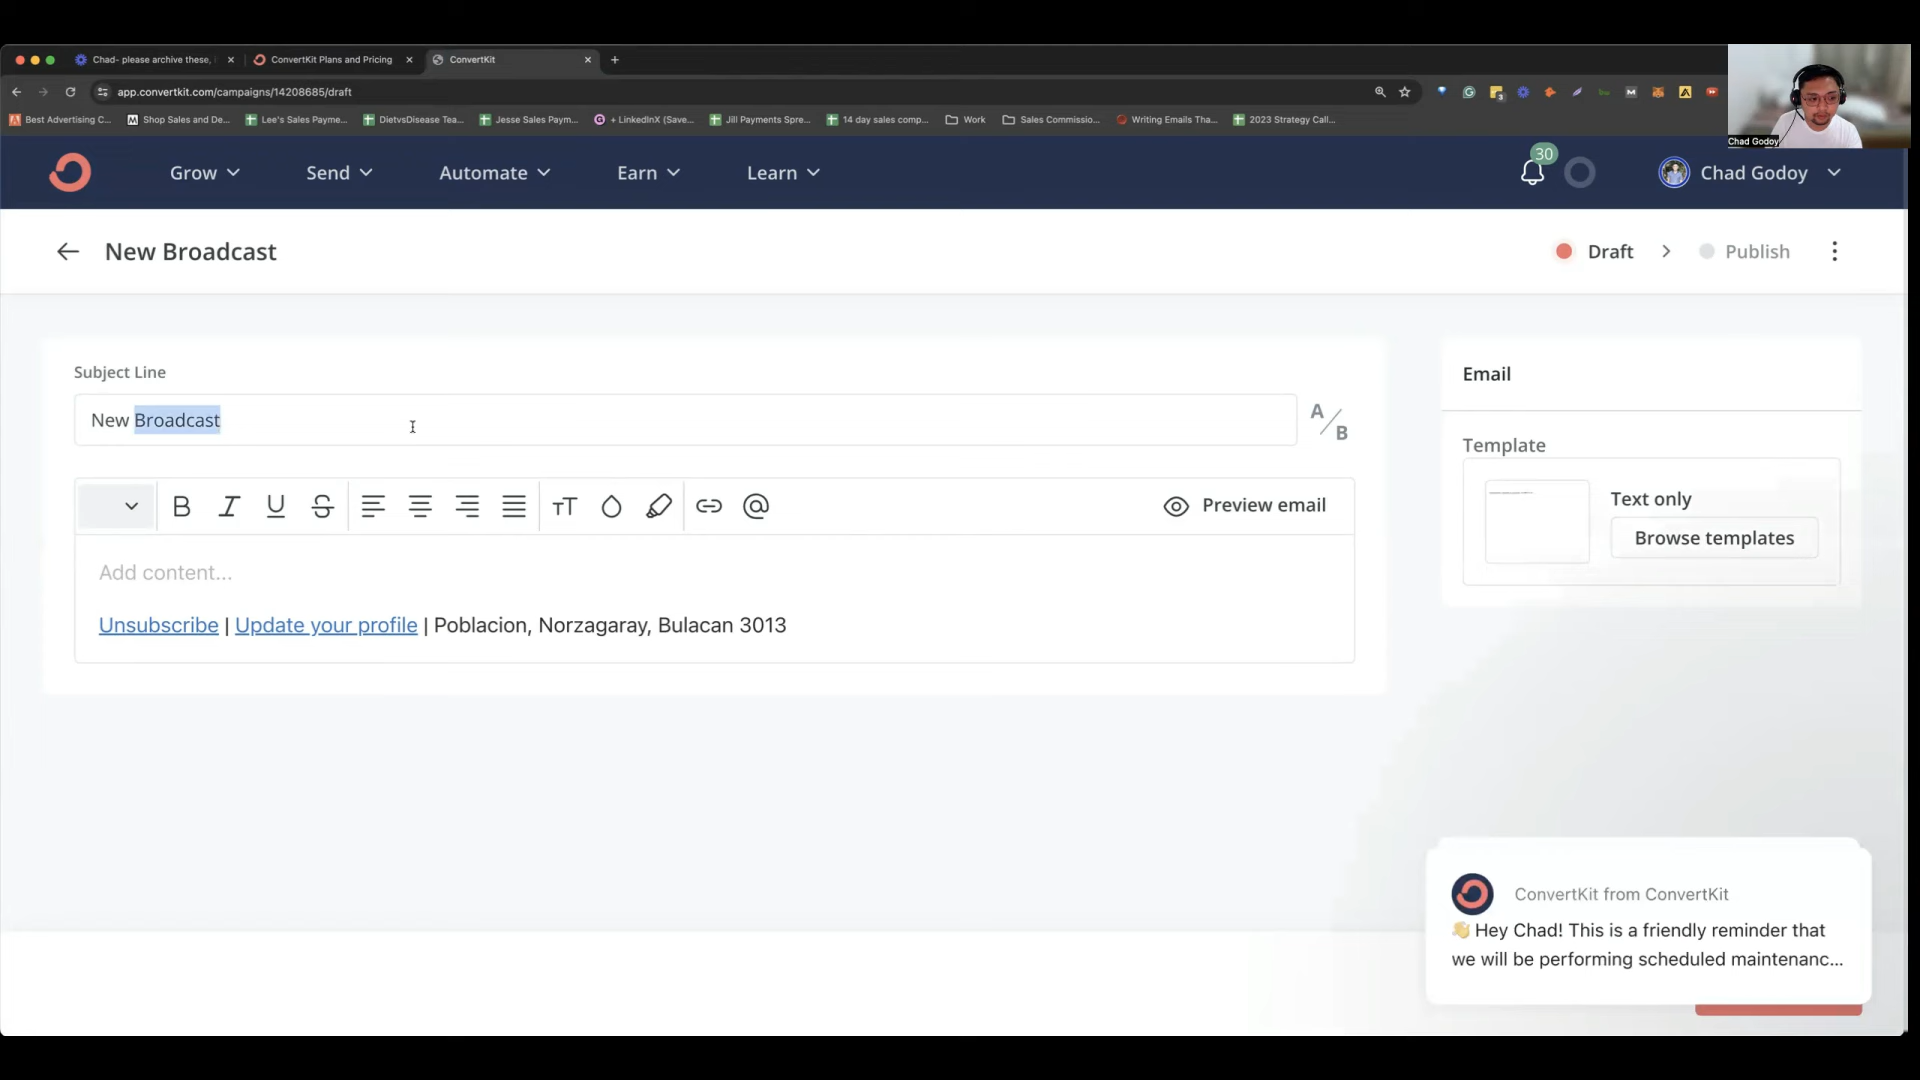 Chad- please archive these,
ConvertKit Plans and Pricing
ConvertKit
app.convertkit.com/campaigns/14208685/draft
Best Advertising C...
Shop Sales and De...
Lee's Sales Payme...
DietvsDisease Tea...
Jesse Sales Paym...
+ LinkedInX (Save...
Jill Payments Spre...
14 day sales comp...
Work
Sales Commissio...
Writing Emails Tha...
2023 Strategy Call...
Chad Godoy
Grow
Send
Automate
Earn
Learn
30
Chad Godoy
New Broadcast
Draft
Publish
Subject Line
New Broadcast
A/B
B I U S
TT
@
Preview email
Add content...
Unsubscribe | Update your profile | Poblacion, Norzagaray, Bulacan 3013
Email
Template
Text only
Browse templates
ConvertKit from ConvertKit
👋 Hey Chad! This is a friendly reminder that
we will be performing scheduled maintenanc...